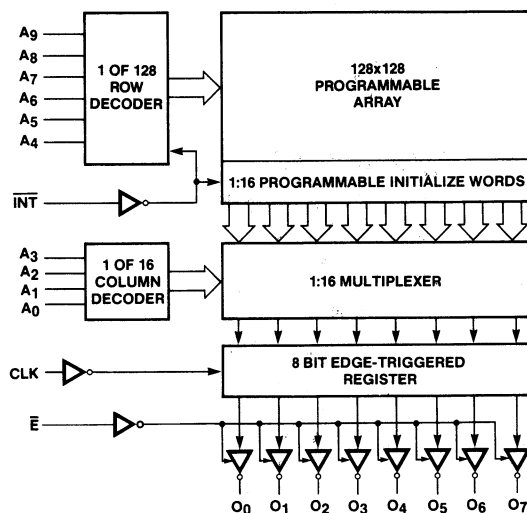 A9
A8
A7
A6
A5
A4
1 OF 128
ROW
DECODER
128x128
PROGRAMMABLE
ARRAY
1:16 PROGRAMMABLE INITIALIZE WORDS
INT
A3
A2
A1
A0
1 OF 16
COLUMN
DECODER
1:16 MULTIPLEXER
CLK
8 BIT EDGE-TRIGGERED
REGISTER
E
O0 O1 O2 O3 O4 O5 O6 O7